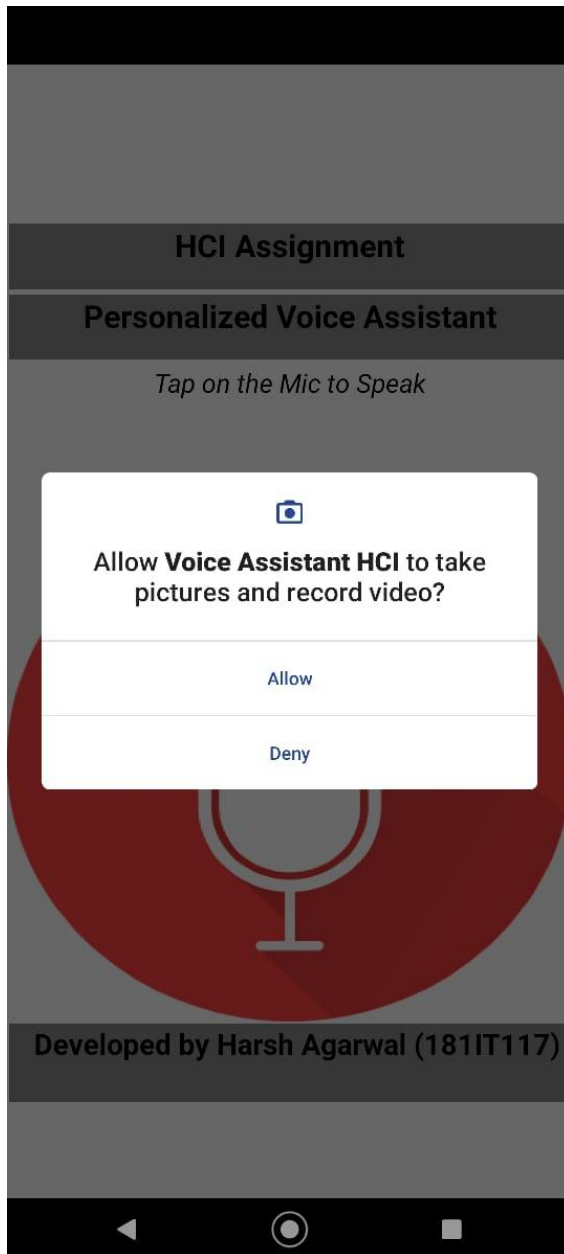 HCI Assignment
Personalized Voice Assistant
Tap on the Mic to Speak
Allow Voice Assistant HCI to take
pictures and record video?
Allow
Deny
Developed by Harsh Agarwal (181IT117)